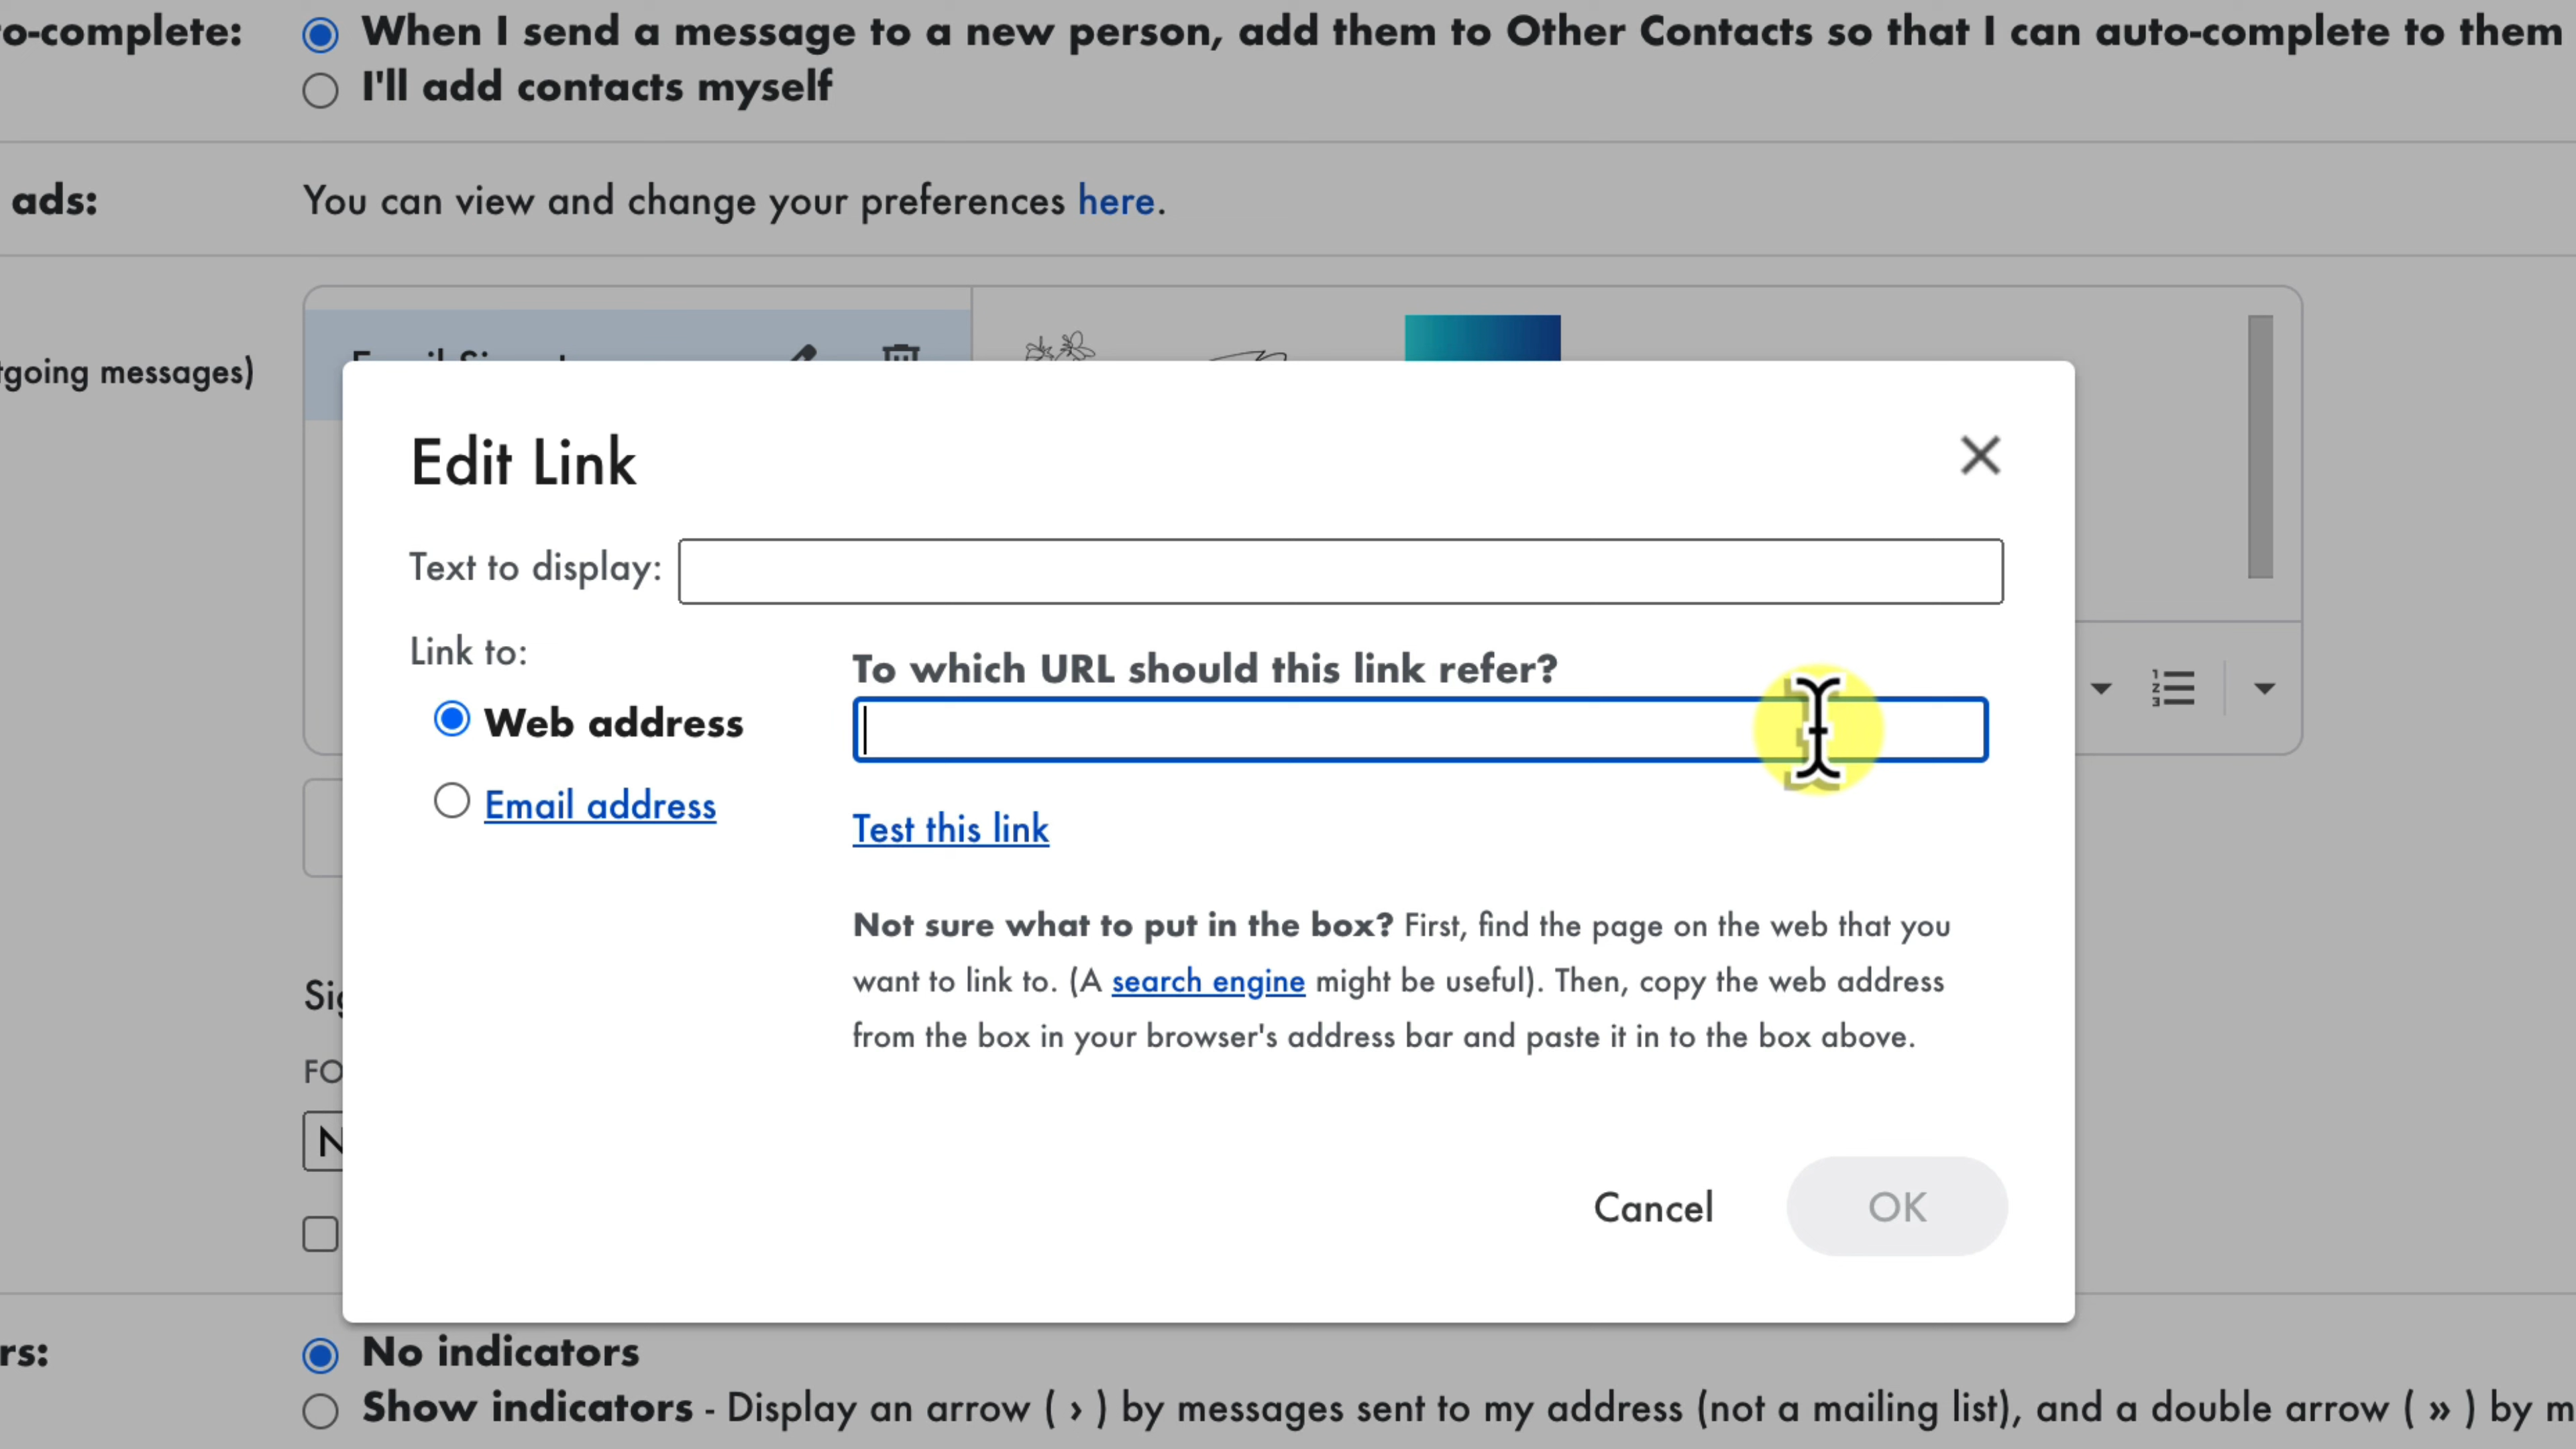 o-complete:
When I send a message to a new person, add them to Other Contacts so that I can auto-complete to them
I'll add contacts myself
ads:
You can view and change your preferences here.
tgoing messages)
Edit Link
Text to display:
Link to:
To which URL should this link refer?
Web address
Email address
Test this link
Not sure what to put in the box? First, find the page on the web that you
want to link to. (A search engine might be useful). Then, copy the web address
from the box in your browser's address bar and paste it in to the box above.
Sig
FO
N
Cancel
OK
rs:
No indicators
Show indicators - Display an arrow ( › ) by messages sent to my address (not a mailing list), and a double arrow ( » ) by m